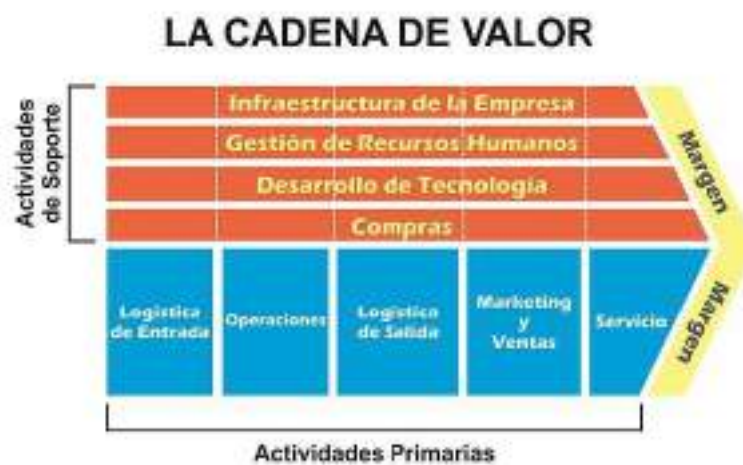 LA CADENA DE VALOR
Actividades
de Soporte
Infraestructura de la Empresa
Gestión de Recursos Humanos
Desarrollo de Tecnología
Compras
Margen
Margen
Logística
de Entrada
Operaciones
Logística
de Salida
Marketing
y
Ventas
Servicio
Actividades Primarias